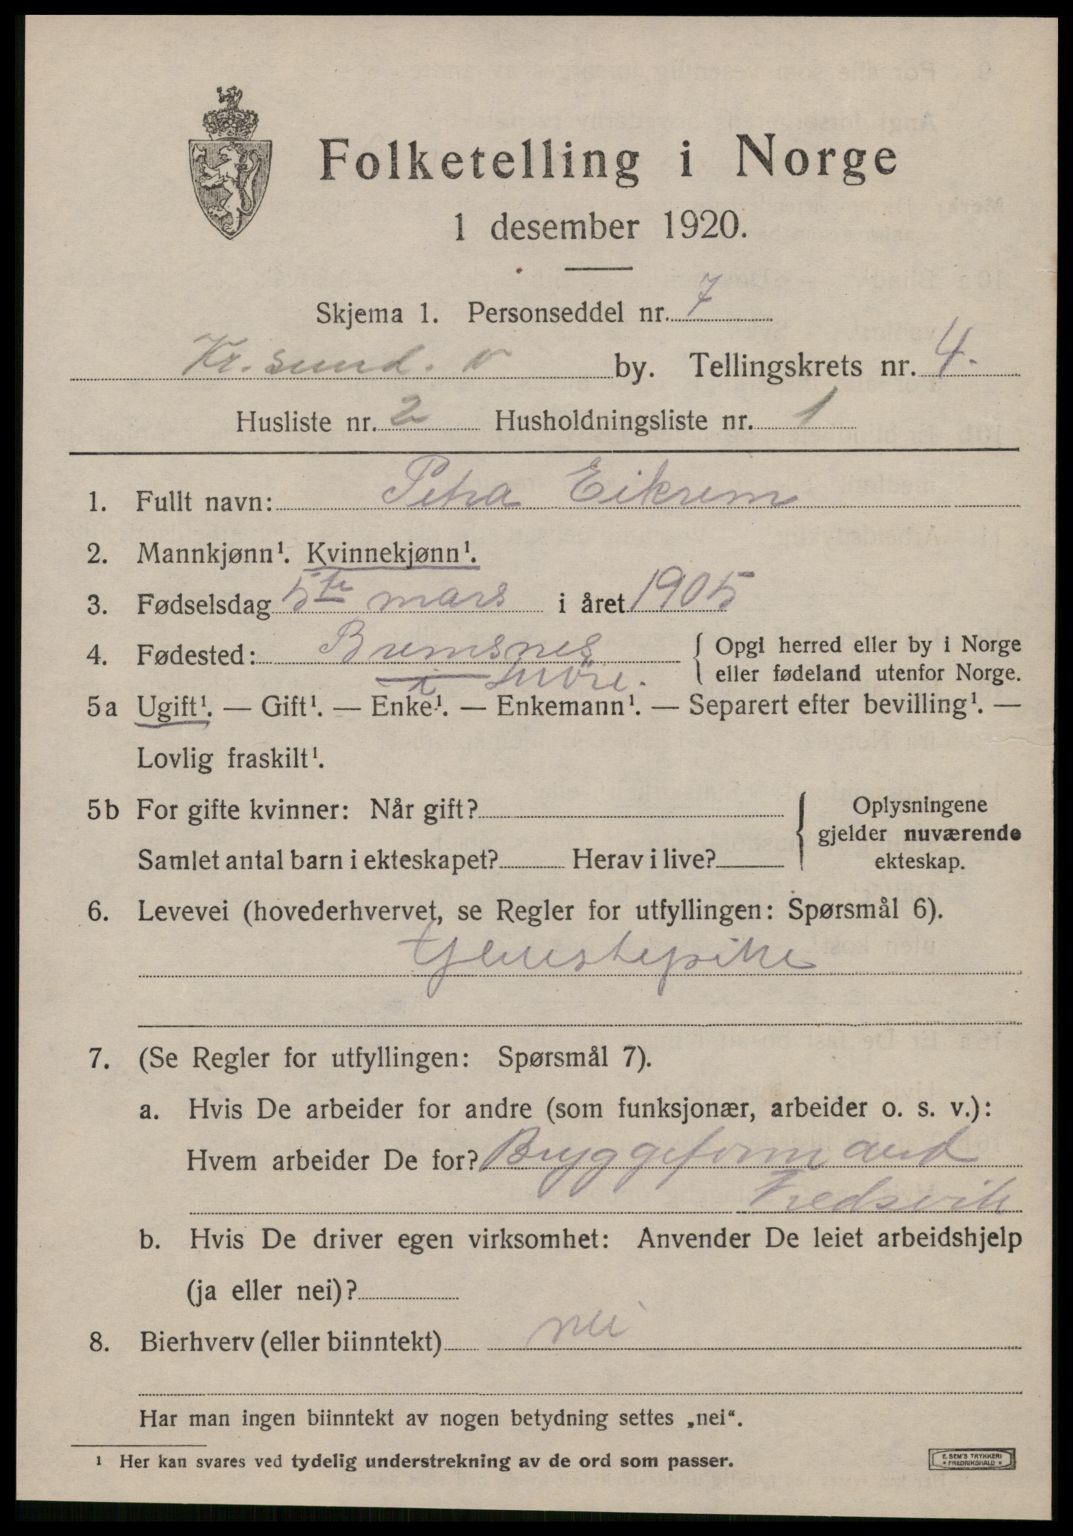 Folketelling i Norge
1 desember 1920.
Skjema 1. Personseddel nr. 7
Kr.sund. N by. Tellingskrets nr. 4.
Husliste nr. 2 Husholdningsliste nr. 1
1. Fullt navn: Petra Eikrem
2. Mannkjønn¹. Kvinnekjønn¹.
3. Fødselsdag 5te mars i året 1905
4. Fødested: Bremsnes { Opgi herred eller by i Norge
i Møre. eller fødeland utenfor Norge.
5a Ugift¹. — Gift¹. — Enke¹. — Enkemann¹. — Separert efter bevilling¹. —
Lovlig fraskilt¹.
5b For gifte kvinner: Når gift? { Oplysningene
gjelder nuværende
Samlet antal barn i ekteskapet? Herav i live? ekteskap.
6. Levevei (hovederhvervet, se Regler for utfyllingen: Spørsmål 6).
Tjenestepike
7. (Se Regler for utfyllingen: Spørsmål 7).
a. Hvis De arbeider for andre (som funksjonær, arbeider o. s. v.):
Hvem arbeider De for? Bryggeformand
Fredsvik
b. Hvis De driver egen virksomhet: Anvender De leiet arbeidshjelp
(ja eller nei)?
8. Bierhverv (eller biinntekt) nei
Har man ingen biinntekt av nogen betydning settes „nei“.
¹ Her kan svares ved tydelig understrekning av de ord som passer.
E. SEM'S TRYKKERI
• FREDRIKSHALD •